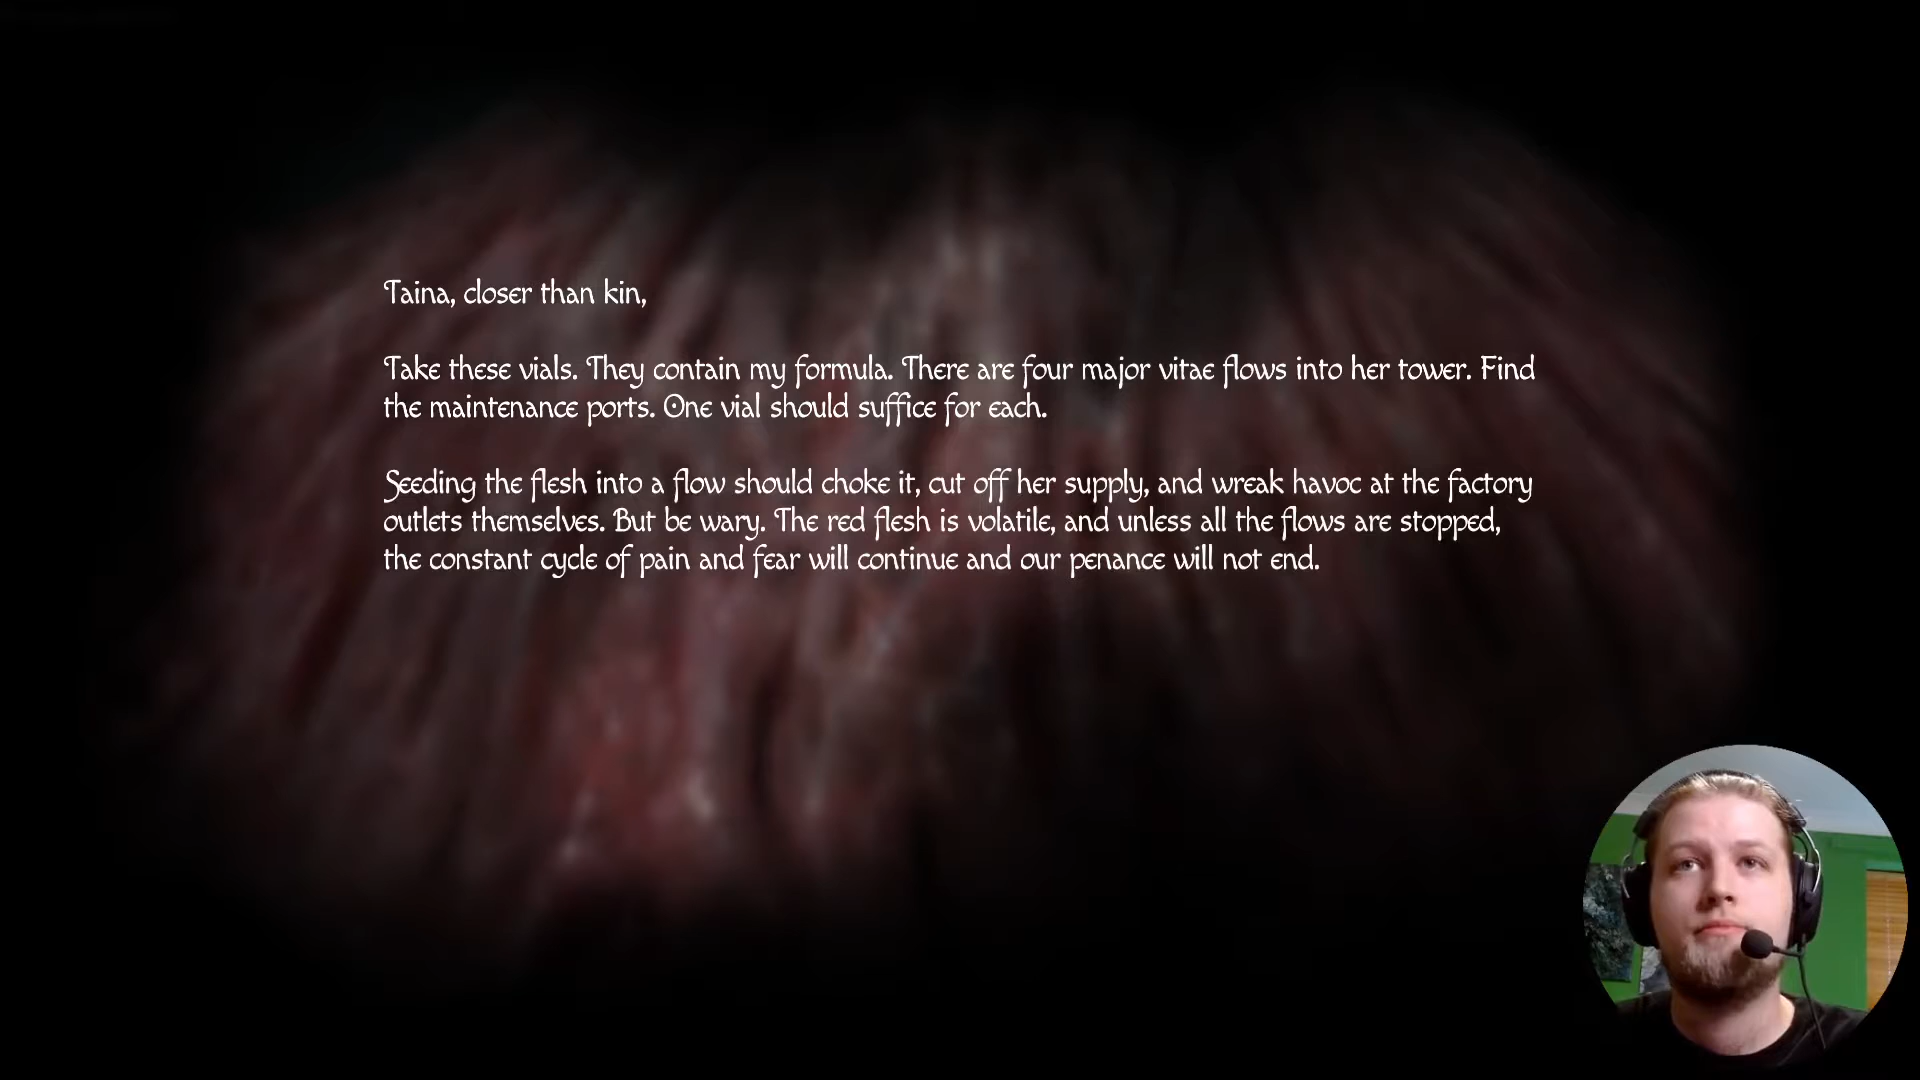 Taina, closer than kin,
Take these vials. They contain my formula. There are four major vitae flows into her tower. Find
the maintenance ports. One vial should suffice for each.
Seeding the flesh into a flow should choke it, cut off her supply, and wreak havoc at the factory
outlets themselves. But be wary. The red flesh is volatile, and unless all the flows are stopped,
the constant cycle of pain and fear will continue and our penance will not end.